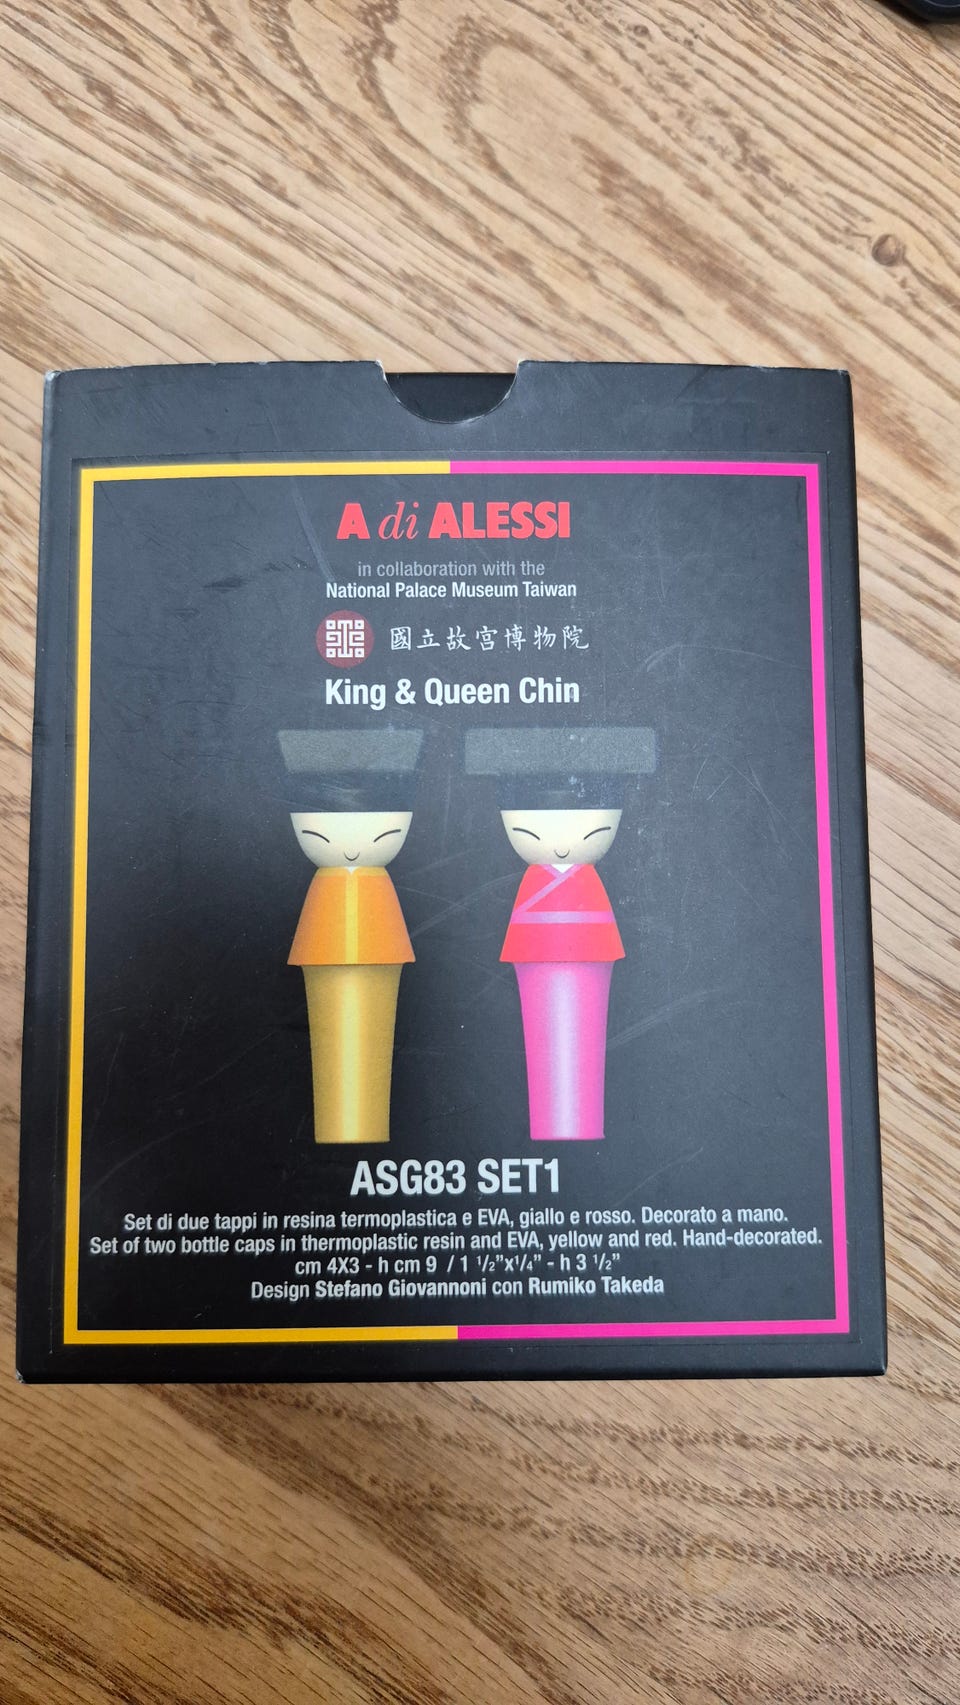 A di ALESSI
in collaboration with the
National Palace Museum Taiwan
國立故宮博物院
King & Queen Chin
ASG83 SET1
Set di due tappi in resina termoplastica e EVA, giallo e rosso. Decorato a mano.
Set of two bottle caps in thermoplastic resin and EVA, yellow and red. Hand-decorated.
cm 4X3 - h cm 9 / 1 1/2”x1/4” - h 3 1/2”
Design Stefano Giovannoni con Rumiko Takeda